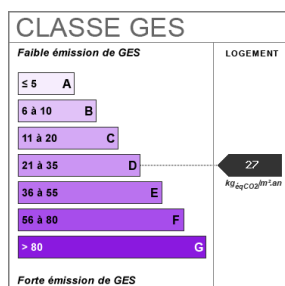 CLASSE GES
Faible émission de GES
LOGEMENT
≤ 5 A
6 à 10 B
11 à 20 C
21 à 35 D
27
kgéqCO2/m².an
36 à 55 E
56 à 80 F
> 80 G
Forte émission de GES